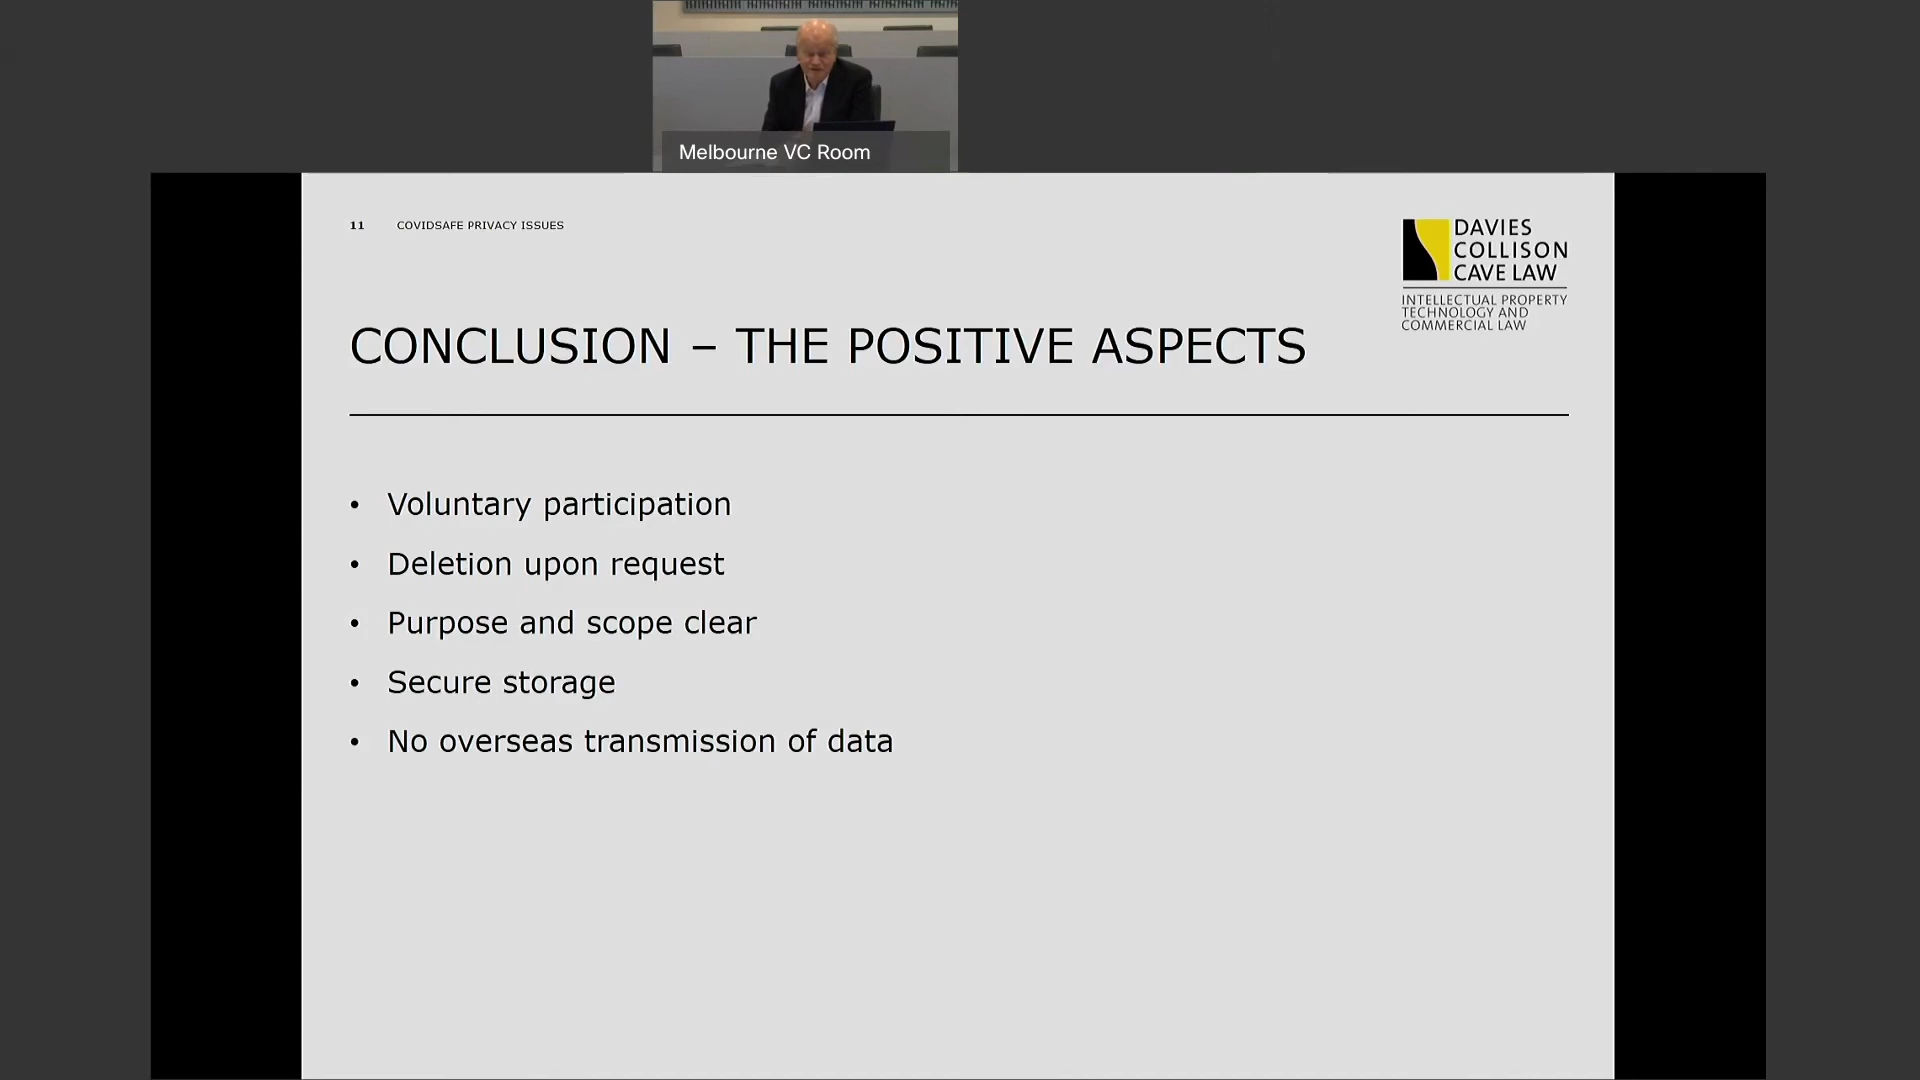 Melbourne VC Room
11 COVIDSAFE PRIVACY ISSUES
DAVIES
COLLISON
CAVE LAW
INTELLECTUAL PROPERTY
TECHNOLOGY AND
COMMERCIAL LAW
CONCLUSION – THE POSITIVE ASPECTS
• Voluntary participation
• Deletion upon request
• Purpose and scope clear
• Secure storage
• No overseas transmission of data